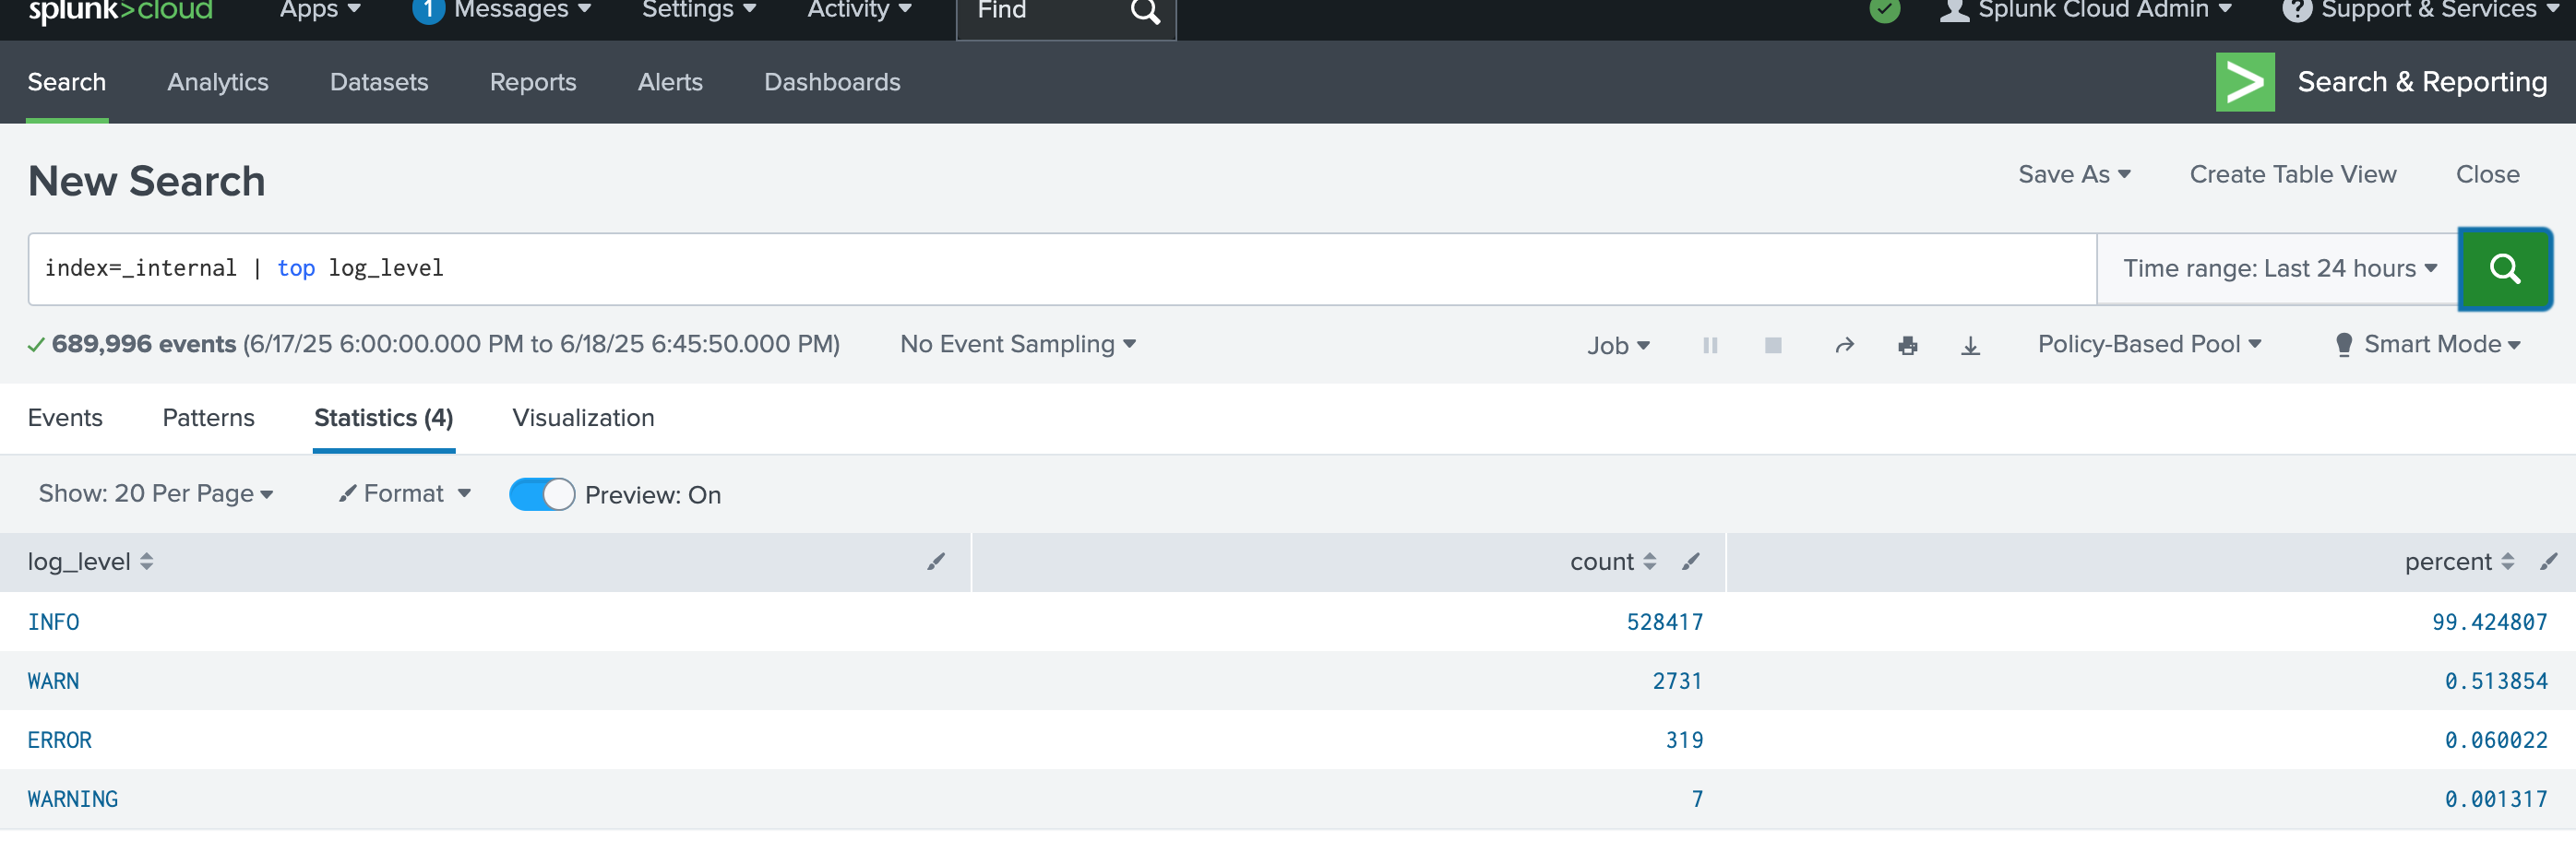 splunk>cloud Apps 1 Messages Settings Activity Find Splunk Cloud Admin ? Support & Services
Search Analytics Datasets Reports Alerts Dashboards > Search & Reporting
New Search Save As Create Table View Close
index=_internal | top log_level Time range: Last 24 hours
689,996 events (6/17/25 6:00:00.000 PM to 6/18/25 6:45:50.000 PM) No Event Sampling Job Policy-Based Pool Smart Mode
Events Patterns Statistics (4) Visualization
Show: 20 Per Page Format Preview: On
log_level count percent
INFO 528417 99.424807
WARN 2731 0.513854
ERROR 319 0.060022
WARNING 7 0.001317